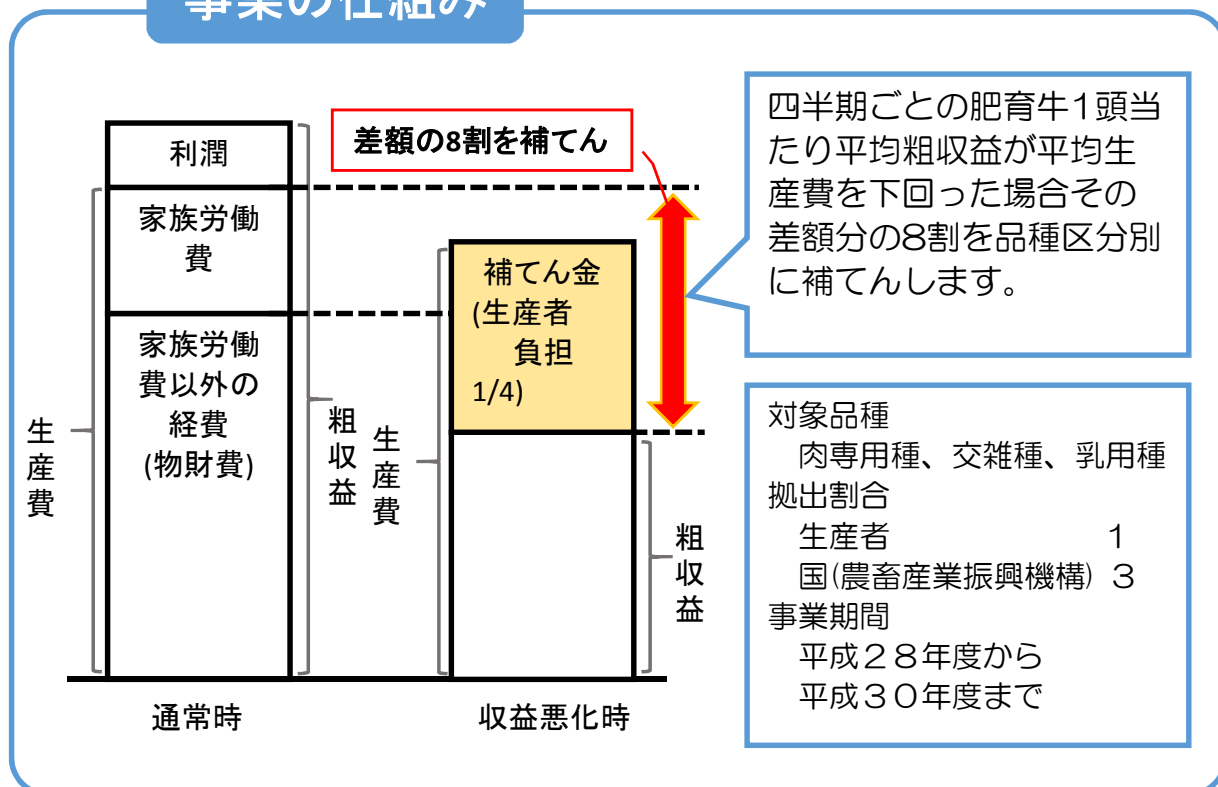 事業の仕組み
利潤
家族労働
費
家族労働
費以外の
経費
(物財費)
生産費
粗収益
通常時
差額の8割を補てん
補てん金
(生産者
負担
1/4)
生産費
粗収益
収益悪化時
四半期ごとの肥育牛1頭当
たり平均粗収益が平均生
産費を下回った場合その
差額分の8割を品種区分別
に補てんします。
対象品種
肉専用種、交雑種、乳用種
拠出割合
生産者 1
国(農畜産業振興機構) 3
事業期間
平成28年度から
平成30年度まで